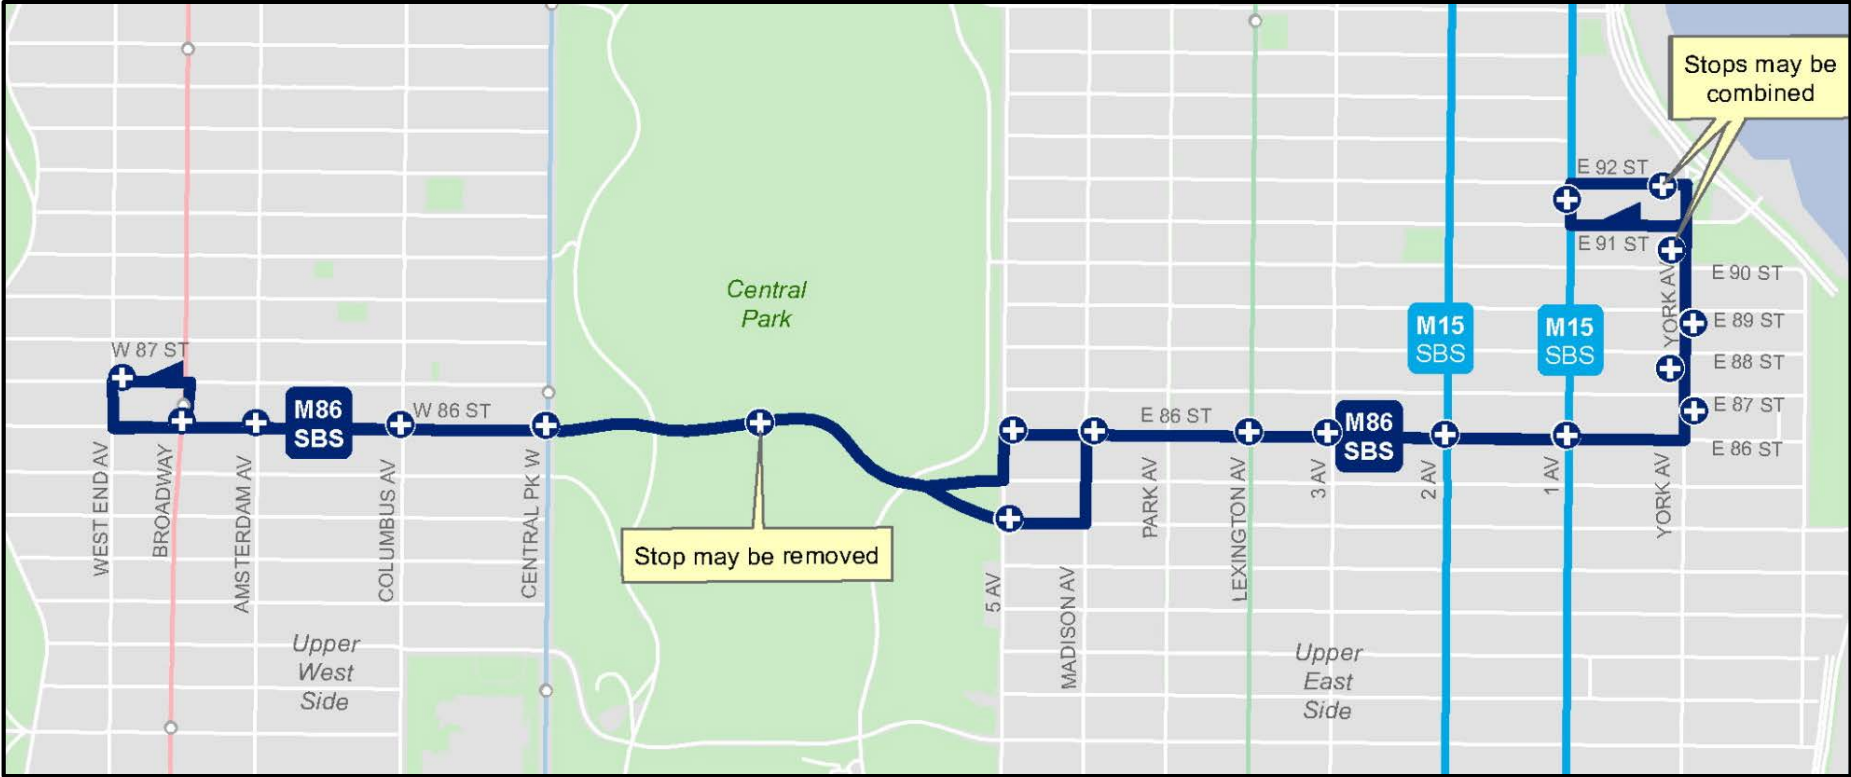 Stops may be
combined
E 92 ST
E 91 ST
YORK AV
E 90 ST
E 89 ST
E 88 ST
E 87 ST
E 86 ST
Central
Park
M15
SBS
M15
SBS
W 87 ST
M86
SBS
W 86 ST
E 86 ST
M86
SBS
WEST END AV
BROADWAY
AMSTERDAM AV
COLUMBUS AV
CENTRAL PK W
Stop may be removed
5 AV
MADISON AV
PARK AV
LEXINGTON AV
3 AV
2 AV
1 AV
YORK AV
Upper
West
Side
Upper
East
Side